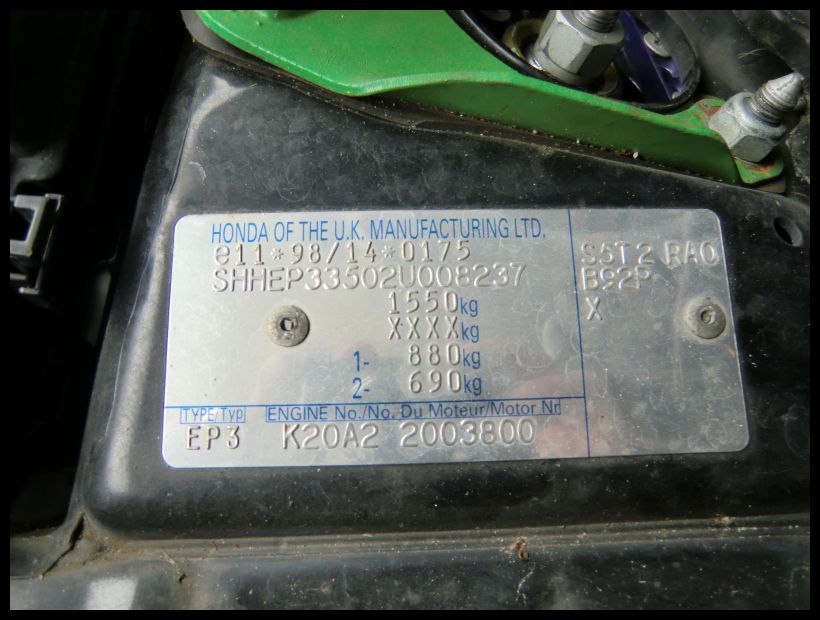 HONDA OF THE U.K. MANUFACTURING LTD.
e11*98/14*0175
SHHEP33502U008237
1550kg
XXXXkg
1- 880kg
2- 690kg
S5T2 RA0
B92P
X
TYPE/Typ
ENGINE No./No. Du Moteur/Motor Nr
EP3
K20A2 2003800